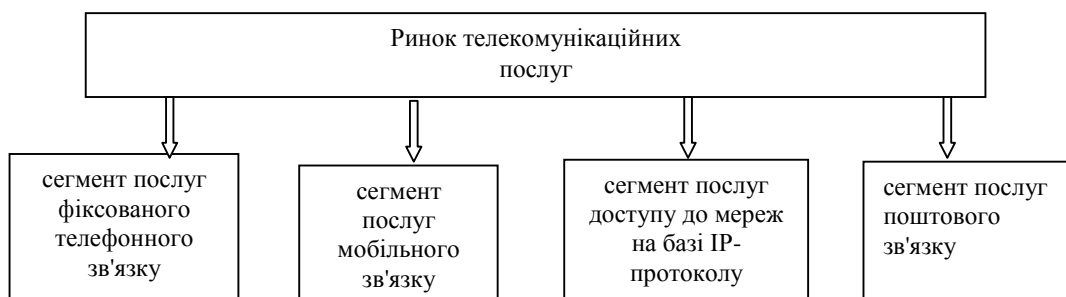 Ринок телекомунікаційних
послуг
сегмент послуг
фіксованого
телефонного
зв'язку
сегмент
послуг
мобільного
зв'язку
сегмент послуг
доступу до мереж
на базі IP-
протоколу
сегмент послуг
поштового
зв'язку